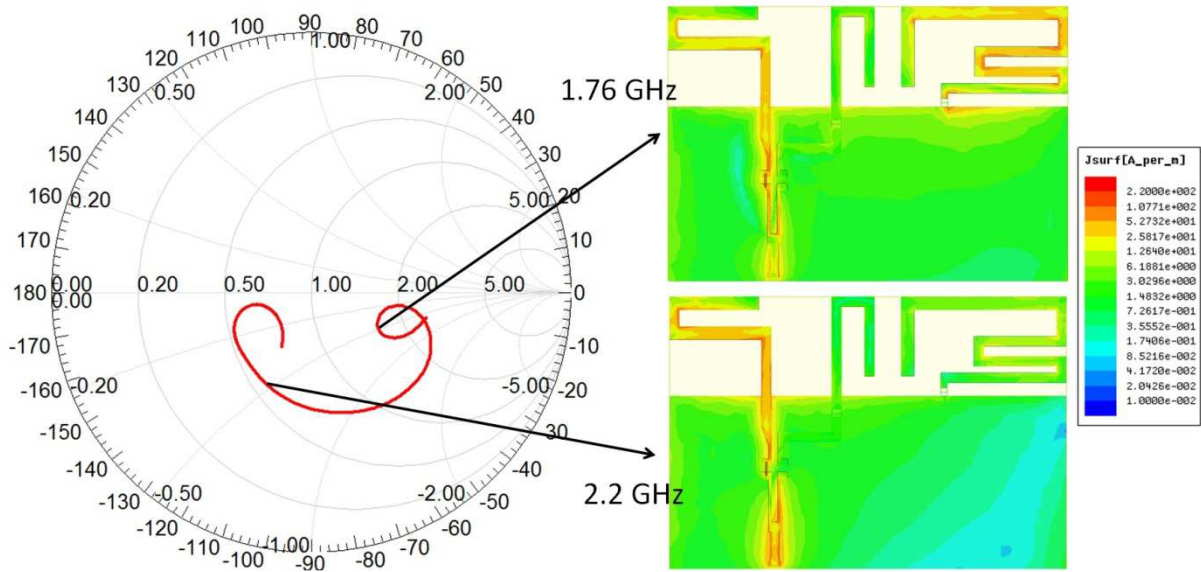 90
100
80
110
1.00
70
120
60
130
50
0.50
2.00
140
40
150
30
160
0.20
5.00
20
170
10
180
0.00
0.00
0.20
0.50
1.00
2.00
5.00
0
-170
-10
-160
-0.20
-5.00
-20
-150
30
-140
-0.50
-2.00
-40
-130
-50
-120
-1.00
-60
-110
-70
-100
-90
-80
1.76 GHz
2.2 GHz
Jsurf[A_per_m]
2.2000e+002
1.0771e+002
5.2732e+001
2.5817e+001
1.2640e+001
6.1881e+000
3.0296e+000
1.4832e+000
7.2617e-001
3.5552e-001
1.7406e-001
8.5216e-002
4.1720e-002
2.0426e-002
1.0000e-002